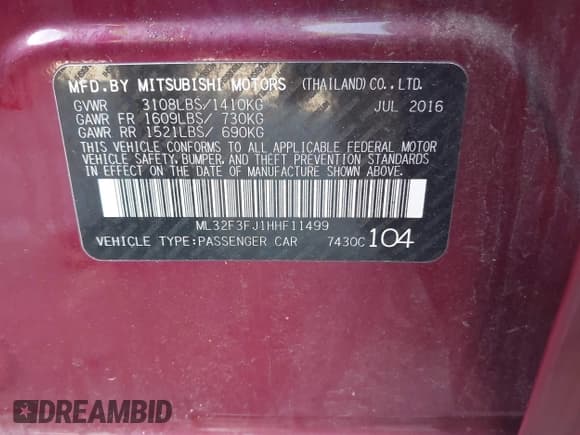 MFD.BY MITSUBISHI MOTORS (THAILAND)CO.,LTD.
GVWR 3108LBS/1410KG JUL 2016
GAWR FR 1609LBS/ 730KG
GAWR RR 1521LBS/ 690KG
THIS VEHICLE CONFORMS TO ALL APPLICABLE FEDERAL MOTOR
VEHICLE SAFETY, BUMPER, AND THEFT PREVENTION STANDARDS
IN EFFECT ON THE DATE OF MANUFACTURE SHOWN ABOVE.
ML32F3FJ1HHF11499
VEHICLE TYPE:PASSENGER CAR 7430C104
DREAMBID